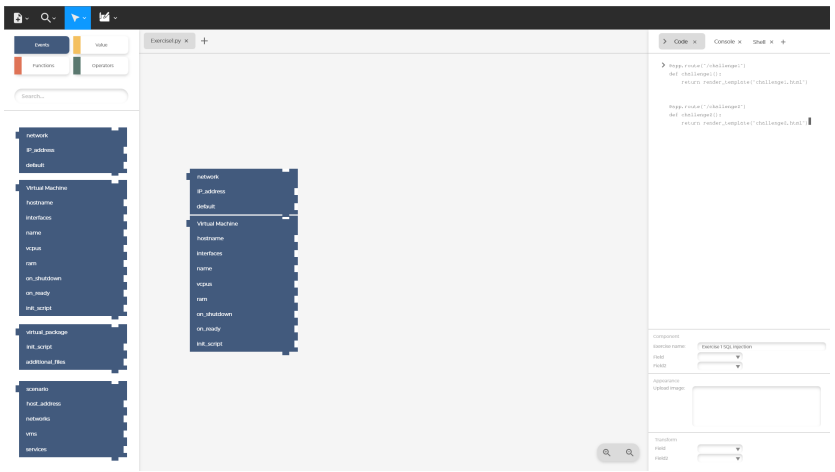 Events
Value
Functions
Operators
Search...
network
IP_address
default
Virtual Machine
hostname
interfaces
name
vcpus
ram
on_shutdown
on_ready
init_script
virtual_package
init_script
additional_files
scenario
host_address
networks
vms
services
Exercise1.py × +
network
IP_address
default
Virtual Machine
hostname
interfaces
name
vcpus
ram
on_shutdown
on_ready
init_script
> Code × Console × Shell × +
> @app.route('/challenge1')
def challenge1():
return render_template('challenge1.html')
@app.route('/challenge2')
def challenge2():
return render_template('challenge2.html')
Component
Exercise name: Exercise 1 SQL Injection
Field
Field2
Appearance
Upload image:
Transform
Field
Field2